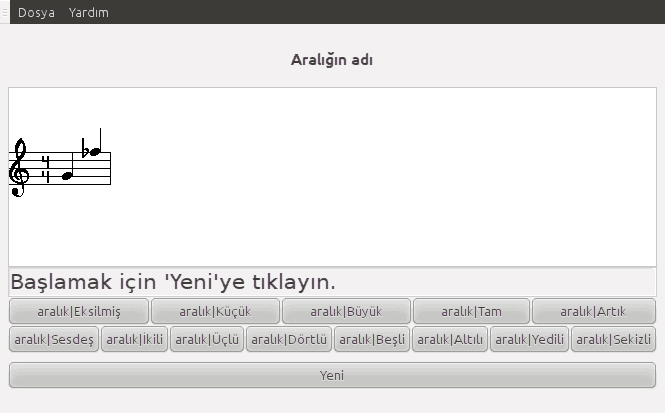 Dosya Yardım
Aralığın adı
Başlamak için 'Yeni'ye tıklayın.
aralık|Eksilmiş aralık|Küçük aralık|Büyük aralık|Tam aralık|Artık
aralık|Sesdeş aralık|İkili aralık|Üçlü aralık|Dörtlü aralık|Beşli aralık|Altılı aralık|Yedili aralık|Sekizli
Yeni